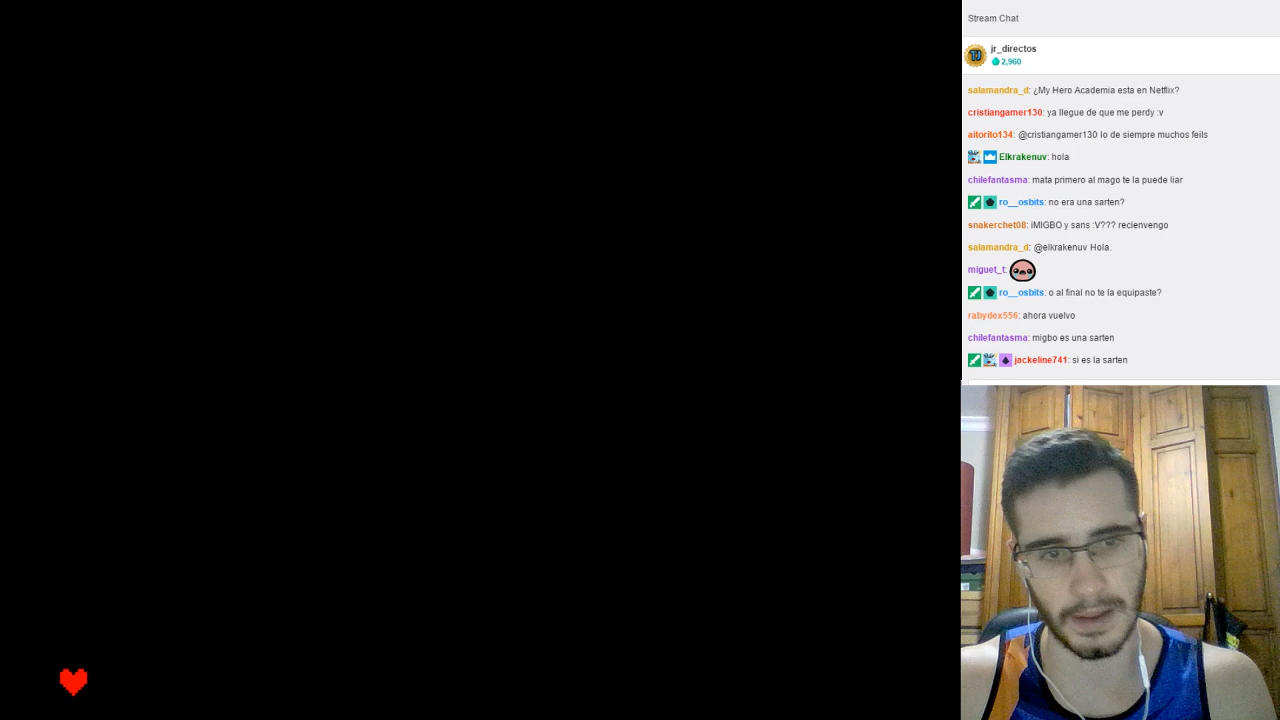 Stream Chat
jr_directos
2,960
salamandra_d: ¿My Hero Academia esta en Netflix?
cristiangamer130: ya llegue de que me perdy :v
aitorito134: @cristiangamer130 lo de siempre muchos feils
Elkrakenuv: hola
chilefantasma: mata primero al mago te la puede liar
ro__osbits: no era una sarten?
snakerchet08: iMIGBO y sans :V??? recienvengo
salamandra_d: @elkrakenuv Hola.
miguet_t:
ro__osbits: o al final no te la equipaste?
rabydex556: ahora vuelvo
chilefantasma: migbo es una sarten
jackeline741: si es la sarten